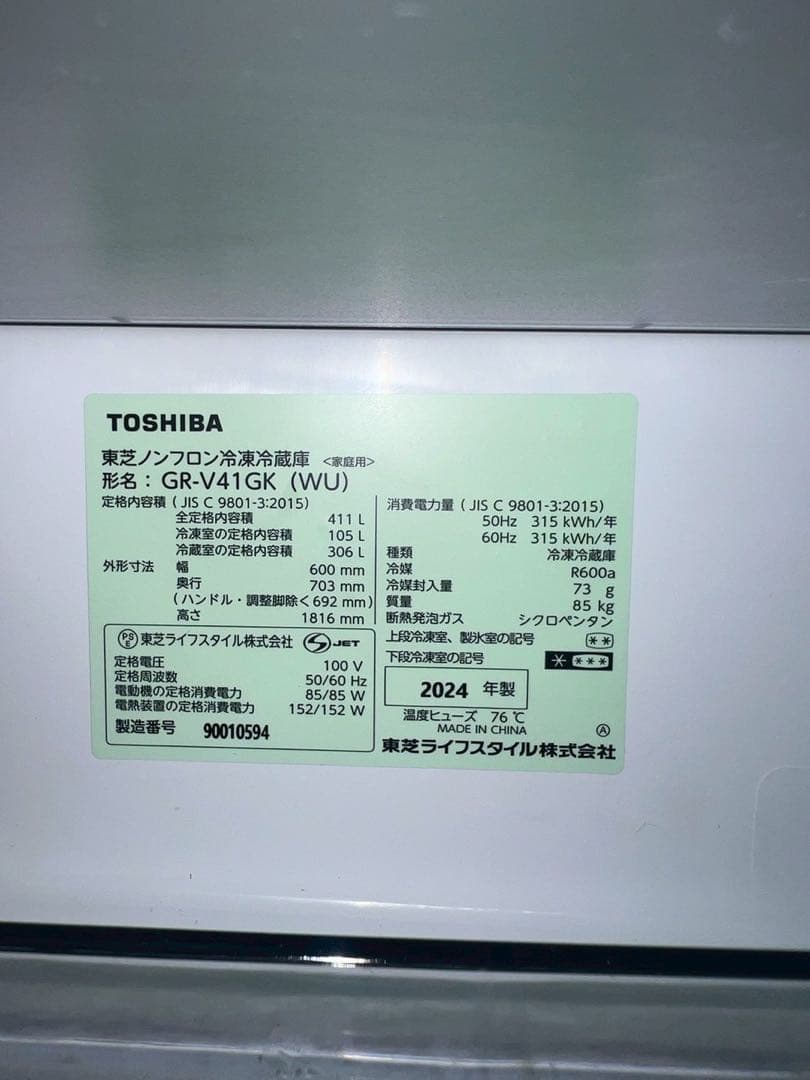 TOSHIBA
東芝ノンフロン冷凍冷蔵庫 <家庭用>
形名： GR-V41GK (WU)
定格内容積 ( JIS C 9801-3:2015)
全定格内容積 411 L
冷凍室の定格内容積 105 L
冷蔵室の定格内容積 306 L
外形寸法 幅 600 mm
奥行 703 mm
(ハンドル・調整脚除く692 mm)
高さ 1816 mm
PS E 東芝ライフスタイル株式会社 JET
定格電圧 100 V
定格周波数 50/60 Hz
電動機の定格消費電力 85/85 W
電熱装置の定格消費電力 152/152 W
製造番号 90010594
消費電力量 ( JIS C 9801-3:2015)
50Hz 315 kWh/年
60Hz 315 kWh/年
種類 冷凍冷蔵庫
冷媒 R600a
冷媒封入量 73 g
質量 85 kg
断熱発泡ガス シクロペンタン
上段冷凍室、製氷室の記号 **
下段冷凍室の記号 * ***
2024 年製
温度ヒューズ 76 ℃
MADE IN CHINA Ⓐ
東芝ライフスタイル株式会社